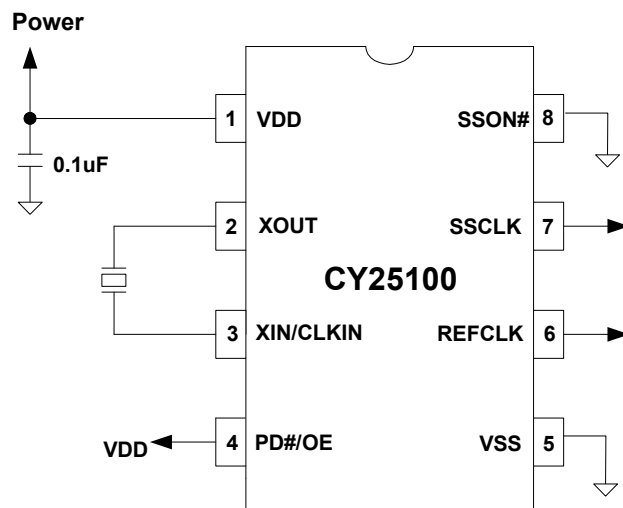 Power
1 VDD SSON# 8
0.1uF
2 XOUT SSCLK 7
CY25100
3 XIN/CLKIN REFCLK 6
VDD 4 PD#/OE VSS 5